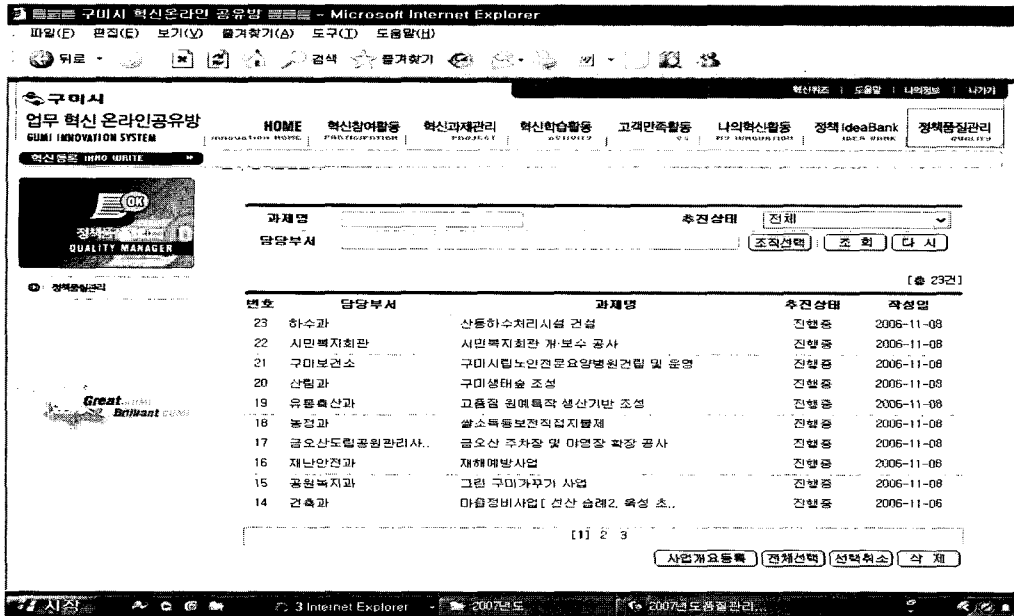 구미시 혁신온라인 공유방 - Microsoft Internet Explorer
파일(F) 편집(E) 보기(V) 즐겨찾기(A) 도구(T) 도움말(H)
뒤로 검색 즐겨찾기
혁신퀴즈 | 도움말 | 나의정보 | 나가기
구미시
업무 혁신 온라인공유방
GUMI INNOVATION SYSTEM
HOME 혁신참여활동 혁신과제관리 혁신학습활동 고객만족활동 나의혁신활동 정책 IdeaBank 정책품질관리
혁신등록 INNO WRITE
OK
QUALITY MANAGER
정책품질관리
과제명 추진상태 전체
담당부서 조직선택 조 회 다 시
[총 23건]
번호 담당부서 과제명 추진상태 작성일
23 하수과 산동하수처리시설 건설 진행중 2006-11-08
22 시민복지회관 시민복지회관 개·보수 공사 진행중 2006-11-08
21 구미보건소 구미시립노인전문요양병원건립 및 운영 진행중 2006-11-08
20 산림과 구미생태숲 조성 진행중 2006-11-08
19 유통축산과 고품질 원예특작 생산기반 조성 진행중 2006-11-08
18 농정과 쌀소득등보전직접지불제 진행중 2006-11-08
17 금오산도립공원관리사.. 금오산 주차장 및 야영장 확장 공사 진행중 2006-11-08
16 재난안전과 재해예방사업 진행중 2006-11-08
15 공원녹지과 그린 구미가꾸기 사업 진행중 2006-11-08
14 건축과 마을정비사업[ 선산 습례2, 옥성 초.. 진행중 2006-11-06
Great
Brilliant GUMI
[1] 2 3
사업개요등록 전체선택 선택취소 삭 제
시작 3 Internet Explorer 2007년도 2007년도품질관리...